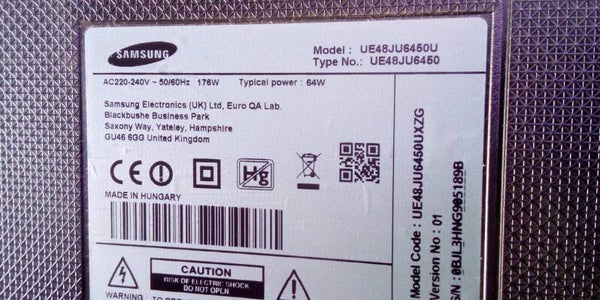 SAMSUNG
Model : UE48JU6450U
Type No.: UE48JU6450
AC220-240V ~ 50/60Hz 176W Typical power : 64W
Samsung Electronics (UK) Ltd, Euro QA Lab.
Blackbushe Business Park
Saxony Way, Yateley, Hampshire
GU46 6GG United Kingdom
CE
Hg
MADE IN HUNGARY
CAUTION
RISK OF ELECTRIC SHOCK
DO NOT OPEN
Model Code : UE48JU6450UXZG
Version No : 01
/N : 0BJL3HNG905189B